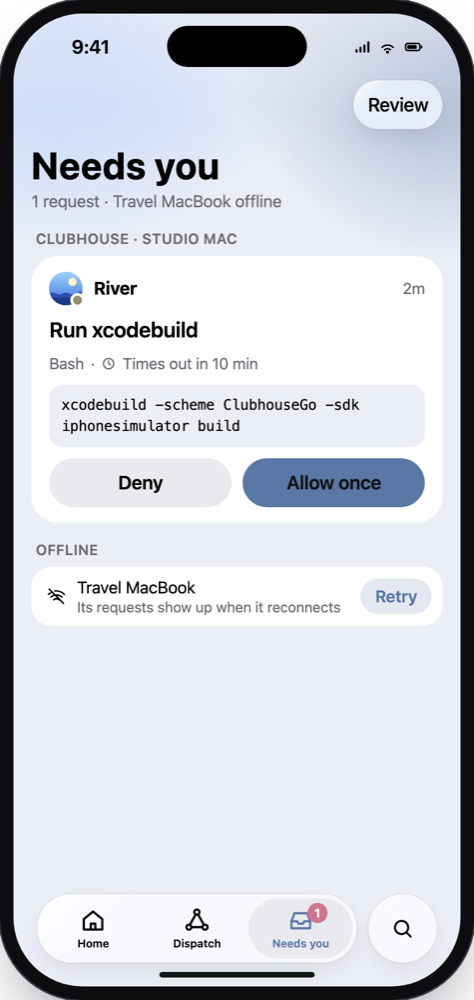 9:41
Review
Needs you
1 request · Travel MacBook offline
CLUBHOUSE · STUDIO MAC
River
2m
Run xcodebuild
Bash · Times out in 10 min
xcodebuild -scheme ClubhouseGo -sdk
iphonesimulator build
Deny
Allow once
OFFLINE
Travel MacBook
Its requests show up when it reconnects
Retry
1
Home
Dispatch
Needs you